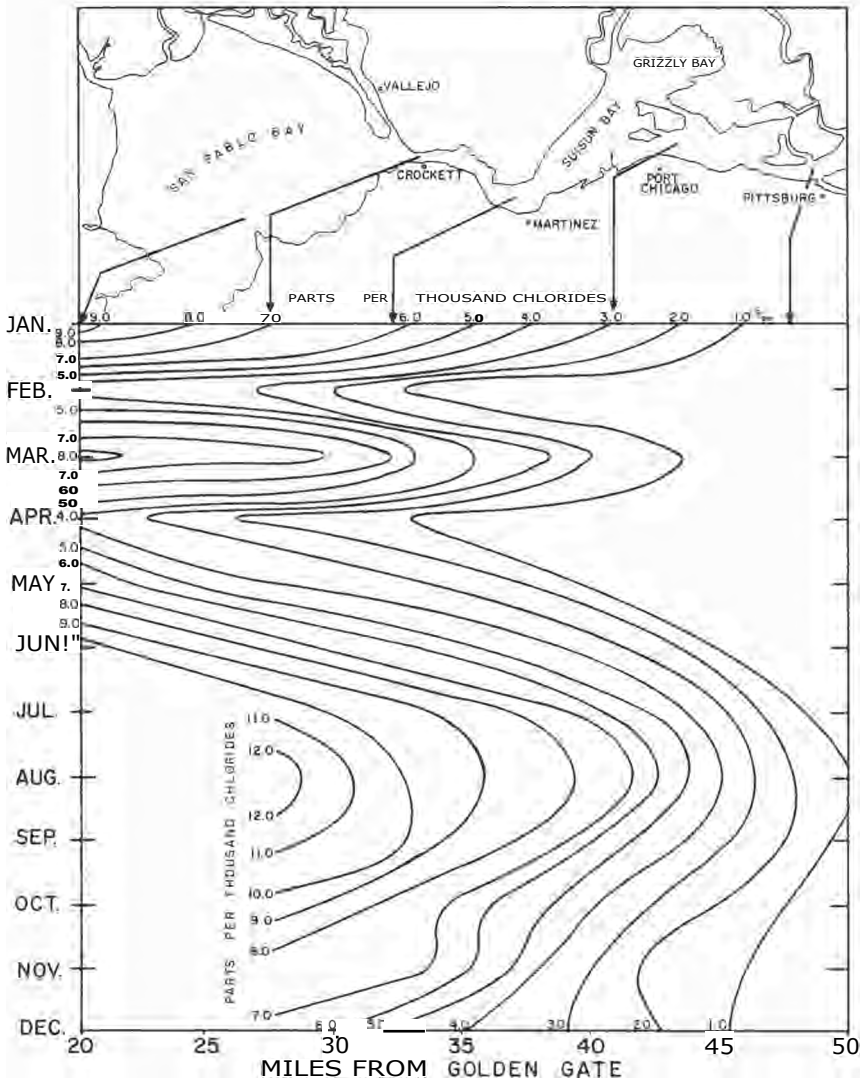 GRIZZLY BAY
VALLEJO
SAN PABLO BAY
SUISUN BAY
CROCKETT
PORT
CHICAGO
PITTSBURG
MARTINEZ
PARTS PER THOUSAND CHLORIDES
JAN. 9.0 8.0 70 6.0 5.0 4.0 3.0 2.0 1.0
9.0
8.0
7.0
5.0
FEB.
5.0
7.0
MAR. 8.0
7.0
60
50
APR. 4.0
5.0
6.0
MAY 7.
8.0
9.0
JUN!"
JUL. 11.0
12.0
AUG.
12.0
SEP.
11.0
10.0
OCT.
9.0
8.0
PARTS PER THOUSAND CHLORIDES
NOV.
7.0
DEC. 6.0 4.0 3.0 2.0 1.0
20 25 30 35 40 45 50
MILES FROM GOLDEN GATE